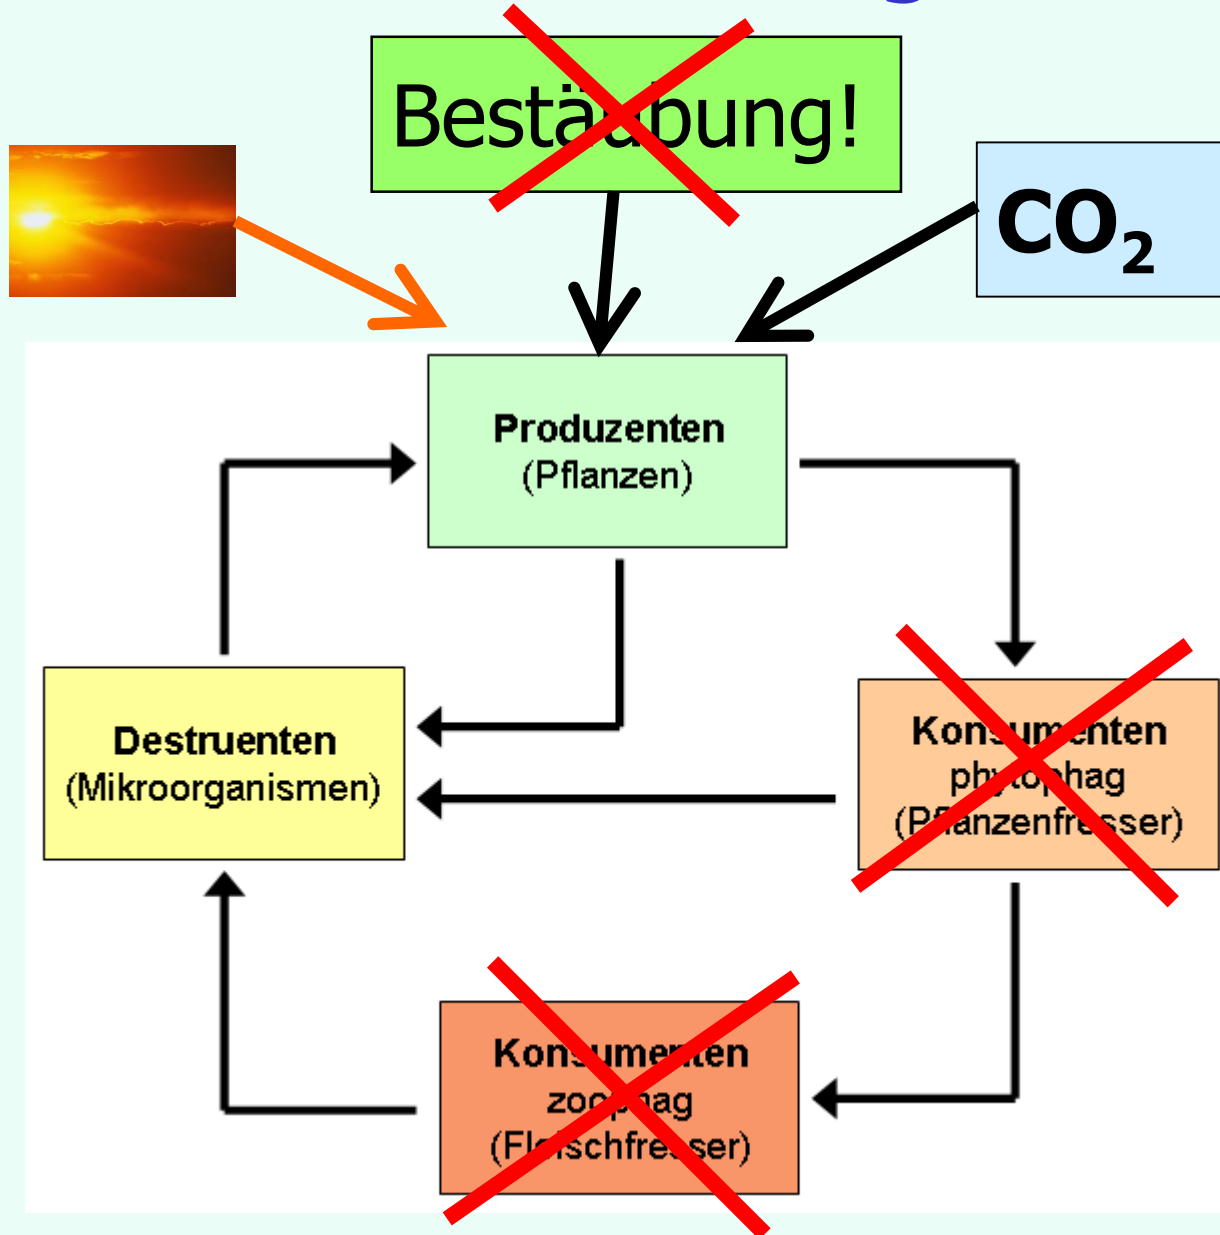 Bestäubung!
CO₂
Produzenten
(Pflanzen)
Destruenten
(Mikroorganismen)
Konsumenten
phytophag
(Pflanzenfresser)
Konsumenten
zoophag
(Fleischfresser)